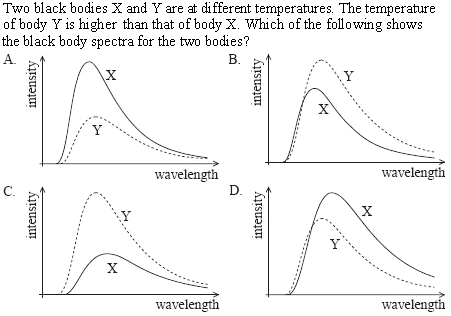 Two black bodies X and Y are at different temperatures. The temperature
of body Y is higher than that of body X. Which of the following shows
the black body spectra for the two bodies?
A.
intensity
X
Y
wavelength
B.
intensity
Y
X
wavelength
C.
intensity
Y
X
wavelength
D.
intensity
X
Y
wavelength